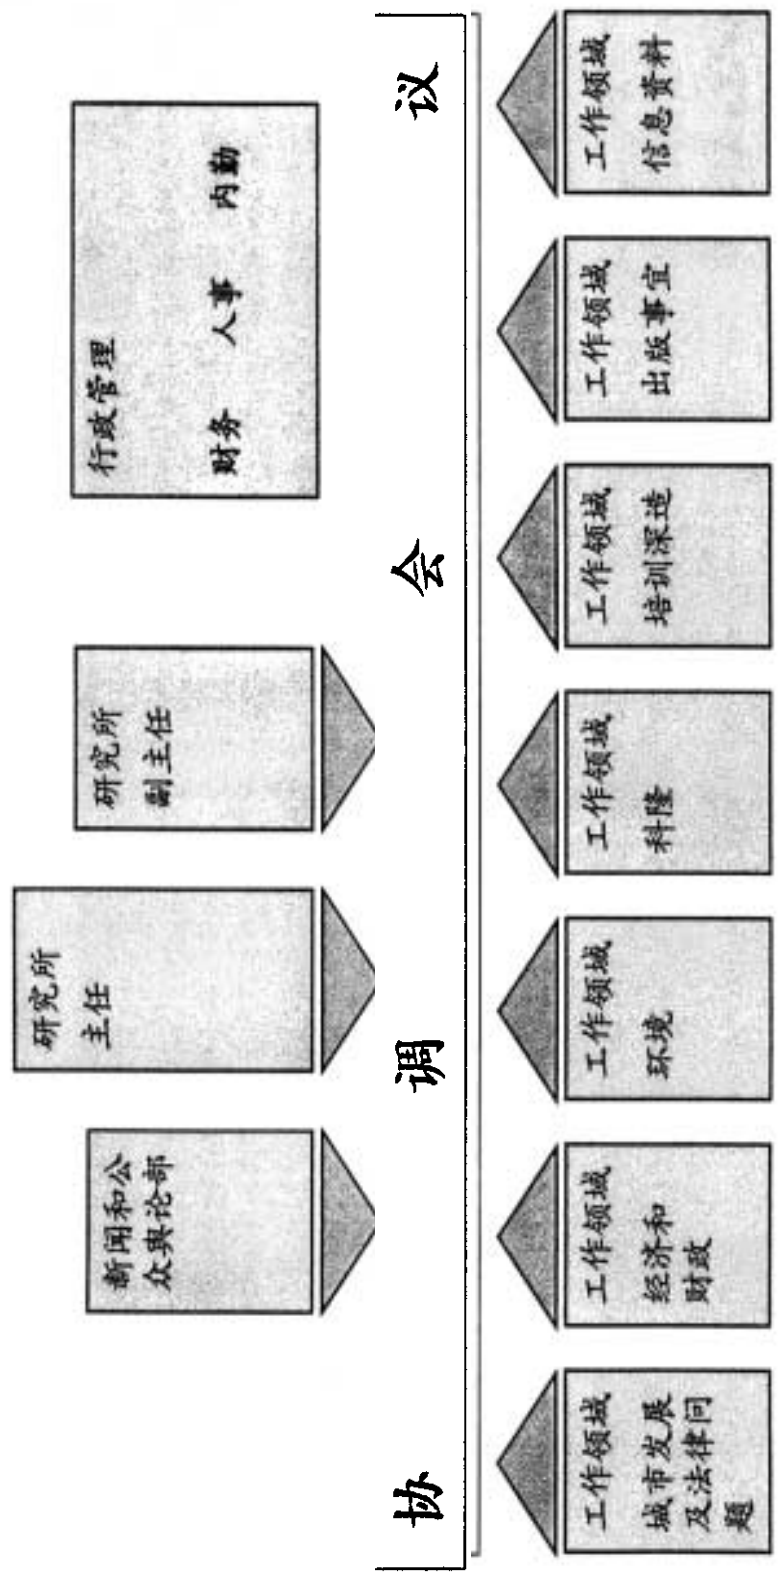 研究所
主任
新闻和公
众舆论部
研究所
副主任
行政管理
财务 人事 内勤
协调会议
工作领域
城市发展
及法律问
题
工作领域
经济和
财政
工作领域
环境
工作领域
科隆
工作领域
培训深造
工作领域
出版事宜
工作领域
信息资料